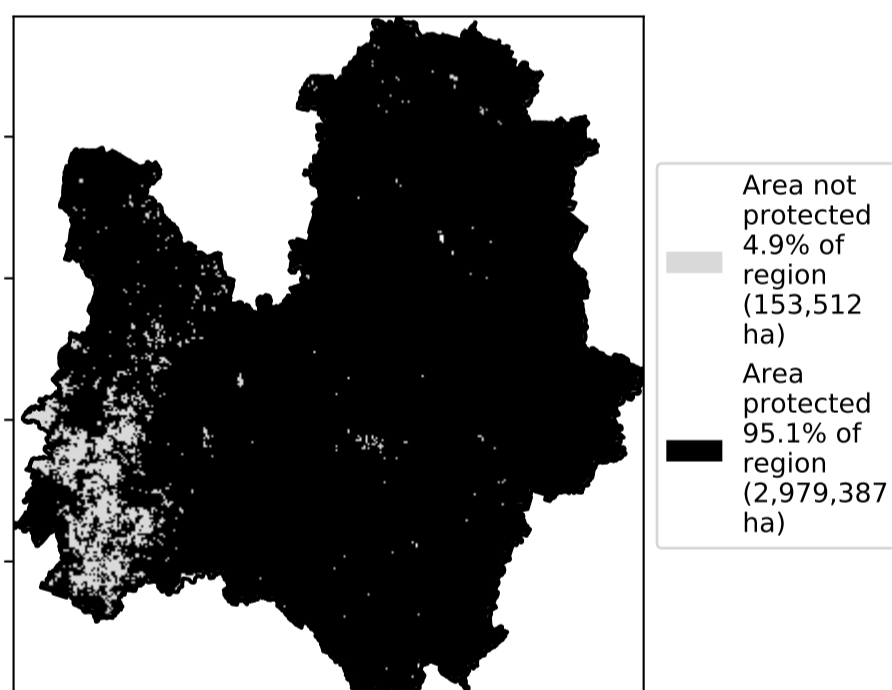 Area not
protected
4.9% of
region
(153,512
ha)
Area
protected
95.1% of
region
(2,979,387
ha)